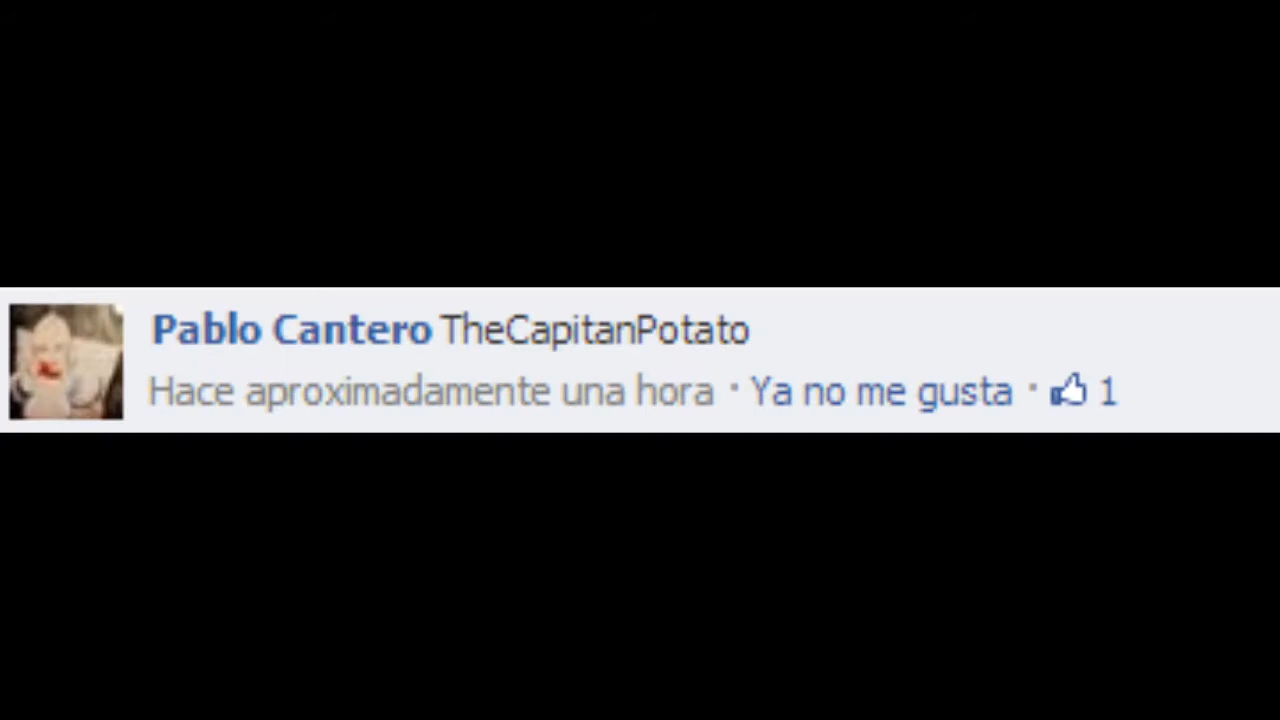 Pablo Cantero TheCapitanPotato
Hace aproximadamente una hora · Ya no me gusta · 1